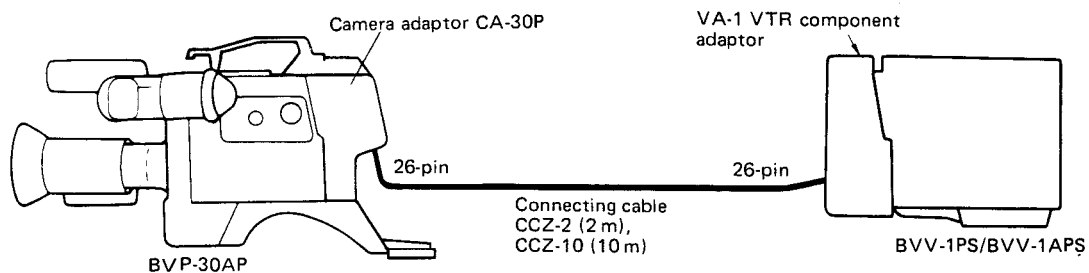 Camera adaptor CA-30P
VA-1 VTR component
adaptor
26-pin
26-pin
Connecting cable
CCZ-2 (2 m),
CCZ-10 (10 m)
BVP-30AP
BVV-1PS/BVV-1APS